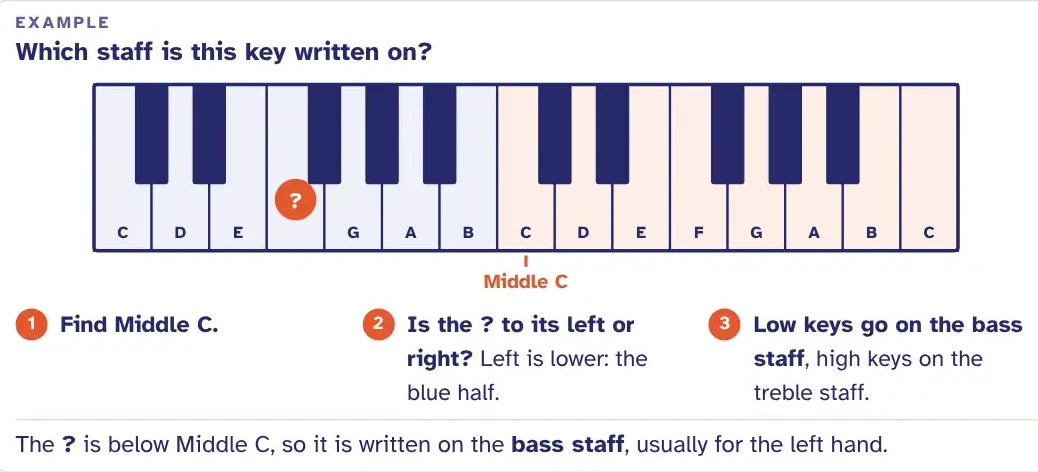 EXAMPLE
Which staff is this key written on?
?
C D E G A B C D E F G A B C
Middle C
1 Find Middle C.
2 Is the ? to its left or
right? Left is lower: the
blue half.
3 Low keys go on the bass
staff, high keys on the
treble staff.
The ? is below Middle C, so it is written on the bass staff, usually for the left hand.